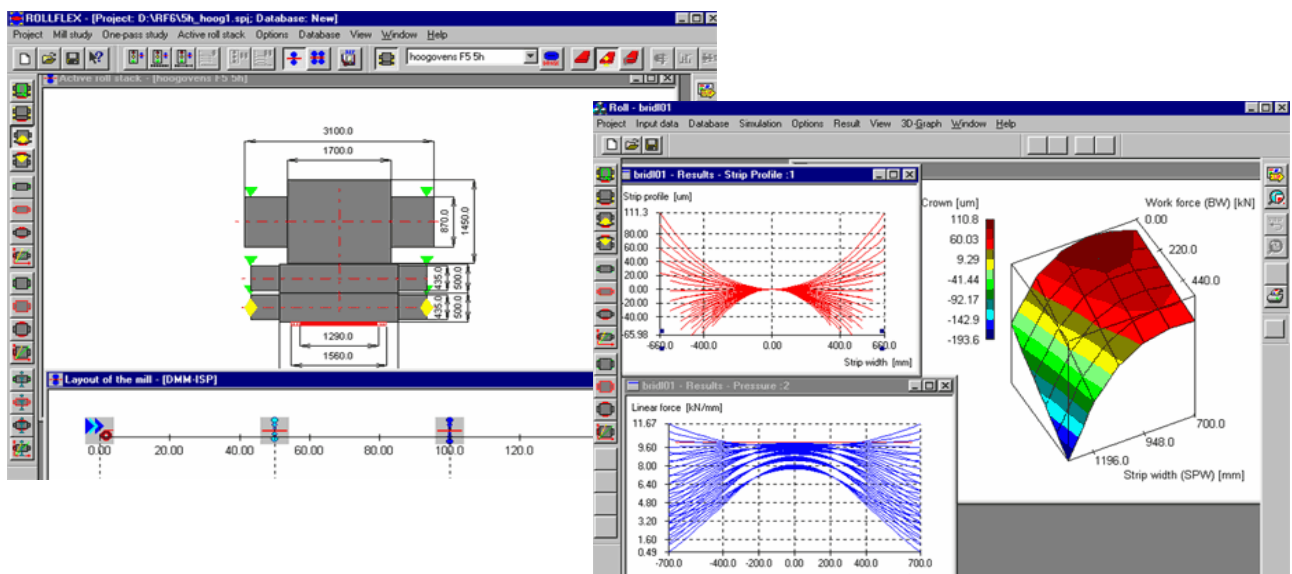 ROLLFLEX - [Project: D:\RF6\5h_hoog1.spj; Database: New]
Project Mill study One-pass study Active roll stack Options Database View Window Help
hoogovens F5 5h
Active roll stack - [hoogovens F5 5h]
3100.0
1700.0
870.0
1450.0
435.0
500.0
435.0
500.0
1290.0
1560.0
Layout of the mill - [DMM-ISP]
0.00 20.00 40.00 60.00 80.00 100.0 120.0
Roll - bridl01
Project Input data Database Simulation Options Result View 3D-Graph Window Help
bridl01 - Results - Strip Profile :1
Strip profile [um]
111.3
80.00
60.00
40.00
20.00
0.00
-20.00
-40.00
-65.98
-660.0 -400.0 0.00 400.0 660.0
Strip width [mm]
bridl01 - Results - Pressure :2
Linear force [kN/mm]
11.67
9.60
8.00
6.40
4.80
3.20
1.60
0.49
-700.0 -400.0 -200.0 0.00 200.0 400.0 700.0
Crown [um]
110.8
60.03
9.29
-41.44
-92.17
-142.9
-193.6
Work force (BW) [kN]
0.00
220.0
440.0
700.0
948.0
1196.0
Strip width (SPW) [mm]